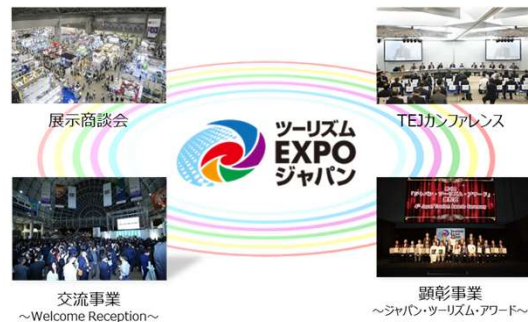 展示商談会
TEJカンファレンス
ツーリズム
EXPO
ジャパン
交流事業
~Welcome Reception~
顕彰事業
~ジャパン・ツーリズム・アワード~